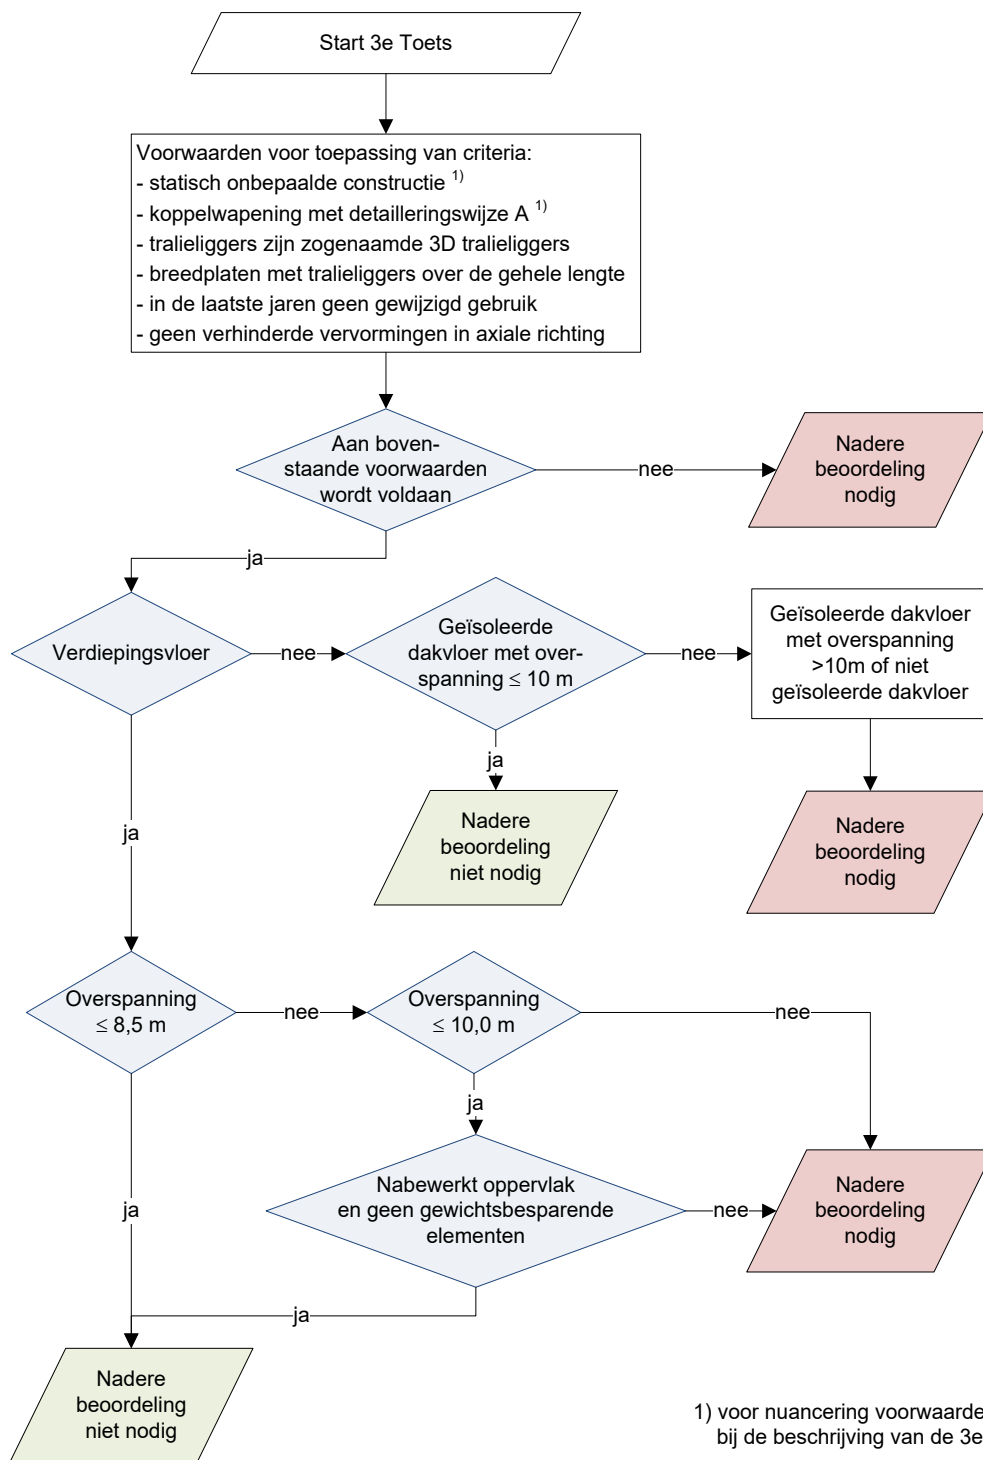 Start 3e Toets
Voorwaarden voor toepassing van criteria:
- statisch onbepaalde constructie 1)
- koppelwapening met detailleringswijze A 1)
- tralieliggers zijn zogenaamde 3D tralieliggers
- breedplaten met tralieliggers over de gehele lengte
- in de laatste jaren geen gewijzigd gebruik
- geen verhinderde vervormingen in axiale richting
Aan boven-
staande voorwaarden
wordt voldaan
nee
Nadere
beoordeling
nodig
ja
Verdiepingsvloer
nee
Geïsoleerde
dakvloer met over-
spanning ≤ 10 m
nee
Geïsoleerde dakvloer
met overspanning
>10m of niet
geïsoleerde dakvloer
ja
Nadere
beoordeling
niet nodig
Nadere
beoordeling
nodig
ja
Overspanning
≤ 8,5 m
nee
Overspanning
≤ 10,0 m
nee
ja
Nabewerkt oppervlak
en geen gewichtsbesparende
elementen
nee
Nadere
beoordeling
nodig
ja
ja
Nadere
beoordeling
niet nodig
1) voor nuancering voorwaarde
bij de beschrijving van de 3e